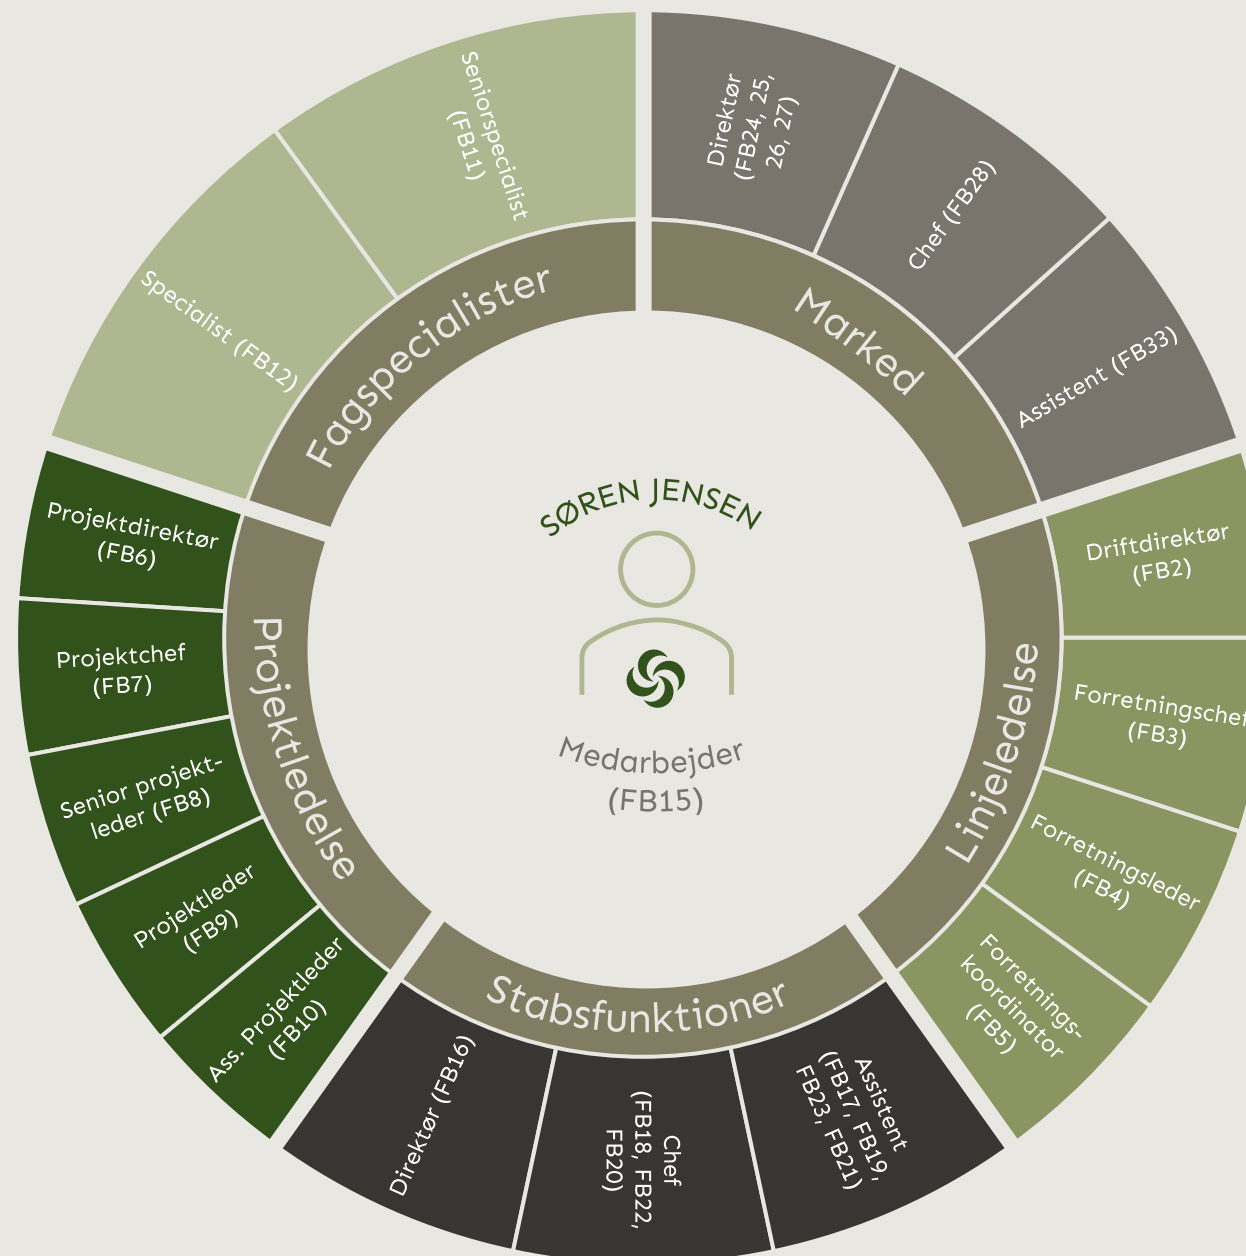 Direktør
(FB24, 25,
26, 27)
Chef (FB28)
Assistent (FB33)
Marked
Driftdirektør
(FB2)
Forretningschef
(FB3)
Forretningsleder
(FB4)
Forretnings-
koordinator
(FB5)
Linjeledelse
Assistent
(FB17, FB19,
FB23, FB21)
Chef
(FB18, FB22,
FB20)
Direktør (FB16)
Stabsfunktioner
Ass. Projektleder
(FB10)
Projektleder
(FB9)
Senior projekt-
leder (FB8)
Projektchef
(FB7)
Projektdirektør
(FB6)
Projektledelse
Specialist (FB12)
Seniorspecialist
(FB11)
Fagspecialister
SØREN JENSEN
Medarbejder
(FB15)